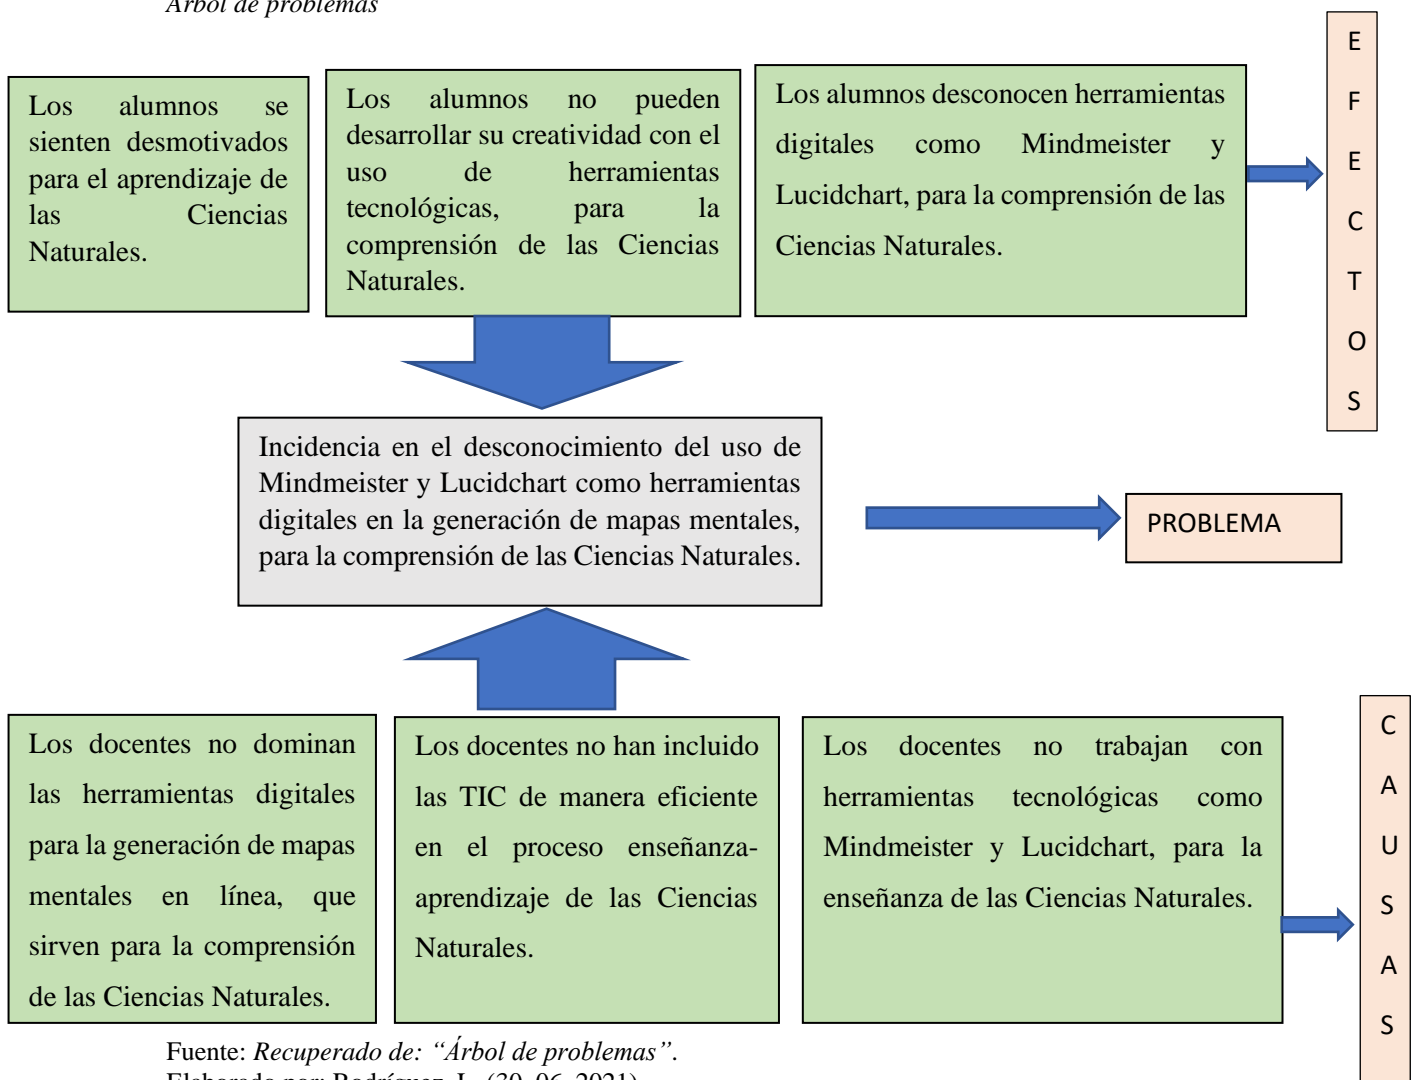 Árbol de problemas
Los alumnos se
sienten desmotivados
para el aprendizaje de
las Ciencias
Naturales.
Los alumnos no pueden
desarrollar su creatividad con el
uso de herramientas
tecnológicas, para la
comprensión de las Ciencias
Naturales.
Los alumnos desconocen herramientas
digitales como Mindmeister y
Lucidchart, para la comprensión de las
Ciencias Naturales.
E
F
E
C
T
O
S
Incidencia en el desconocimiento del uso de
Mindmeister y Lucidchart como herramientas
digitales en la generación de mapas mentales,
para la comprensión de las Ciencias Naturales.
PROBLEMA
Los docentes no dominan
las herramientas digitales
para la generación de mapas
mentales en línea, que
sirven para la comprensión
de las Ciencias Naturales.
Los docentes no han incluido
las TIC de manera eficiente
en el proceso enseñanza-
aprendizaje de las Ciencias
Naturales.
Los docentes no trabajan con
herramientas tecnológicas como
Mindmeister y Lucidchart, para la
enseñanza de las Ciencias Naturales.
C
A
U
S
A
S
Fuente: Recuperado de: “Árbol de problemas”.
Elaborado por: Rodríguez, L. (30, 06, 2021)